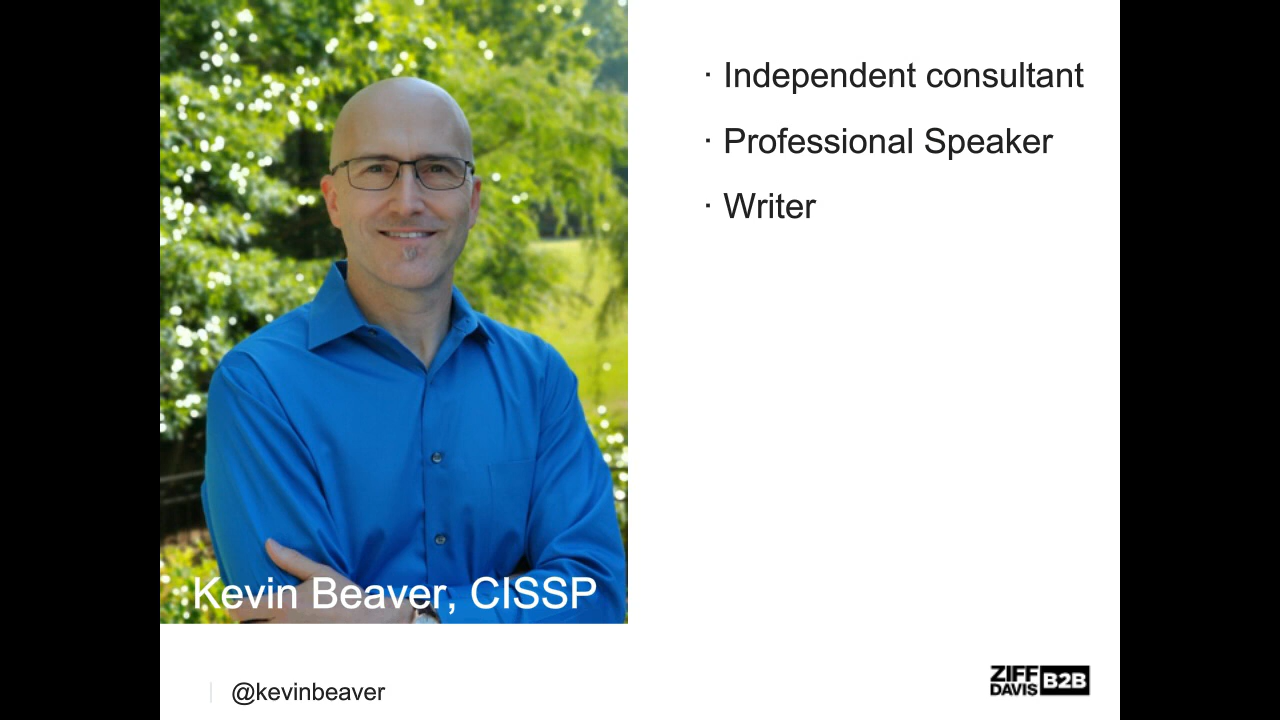 · Independent consultant
· Professional Speaker
· Writer
Kevin Beaver, CISSP
@kevinbeaver
ZIFF
DAVIS B2B